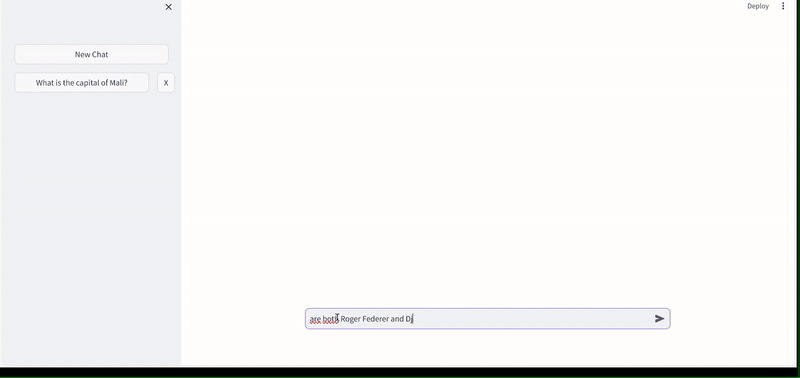 Deploy
New Chat
What is the capital of Mali? X
are both Roger Federer and Dj